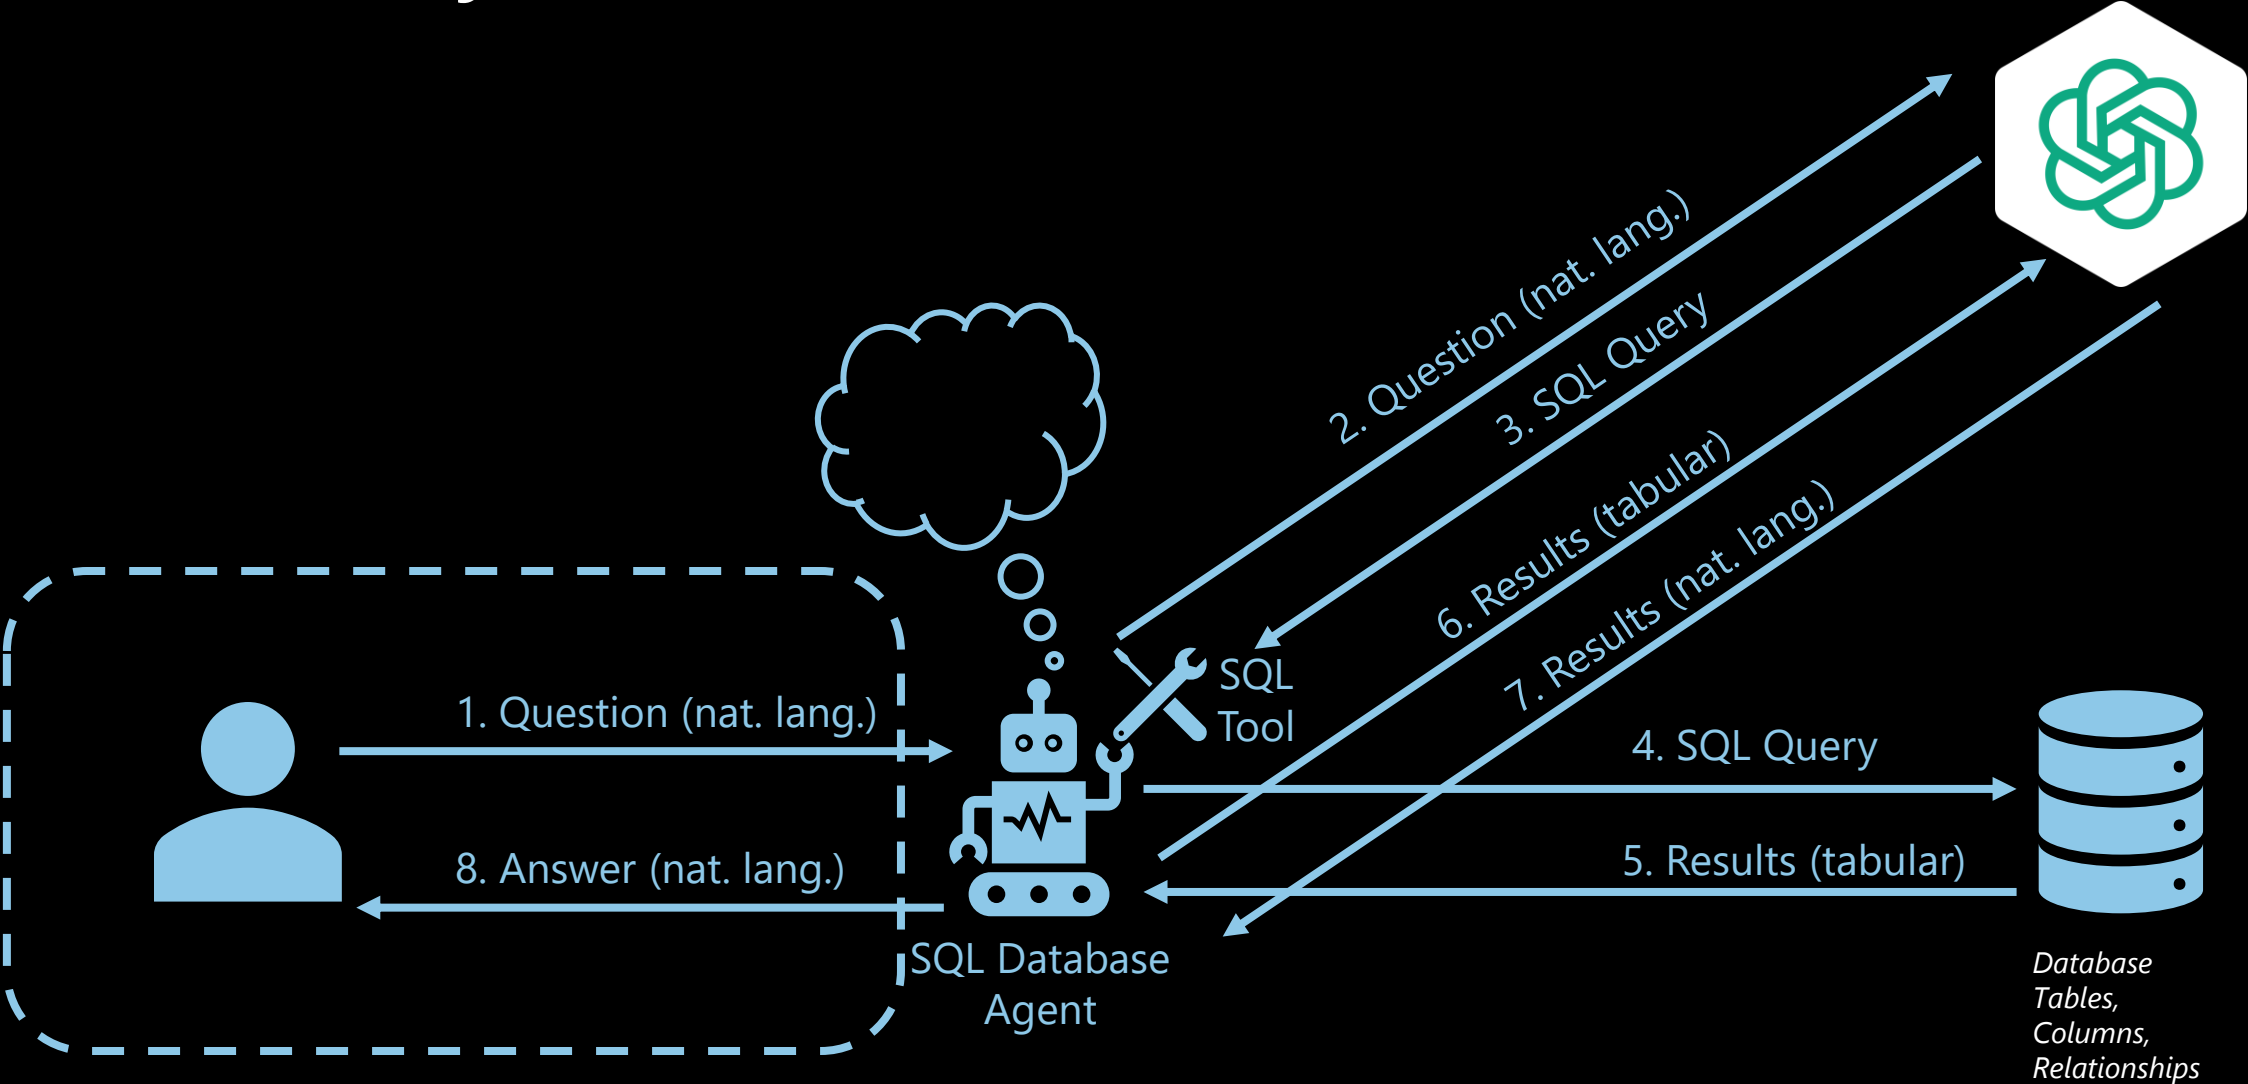 2. Question (nat. lang.)
3. SQL Query
6. Results (tabular)
7. Results (nat. lang.)
SQL
Tool
1. Question (nat. lang.)
4. SQL Query
8. Answer (nat. lang.)
5. Results (tabular)
SQL Database
Agent
Database
Tables,
Columns,
Relationships